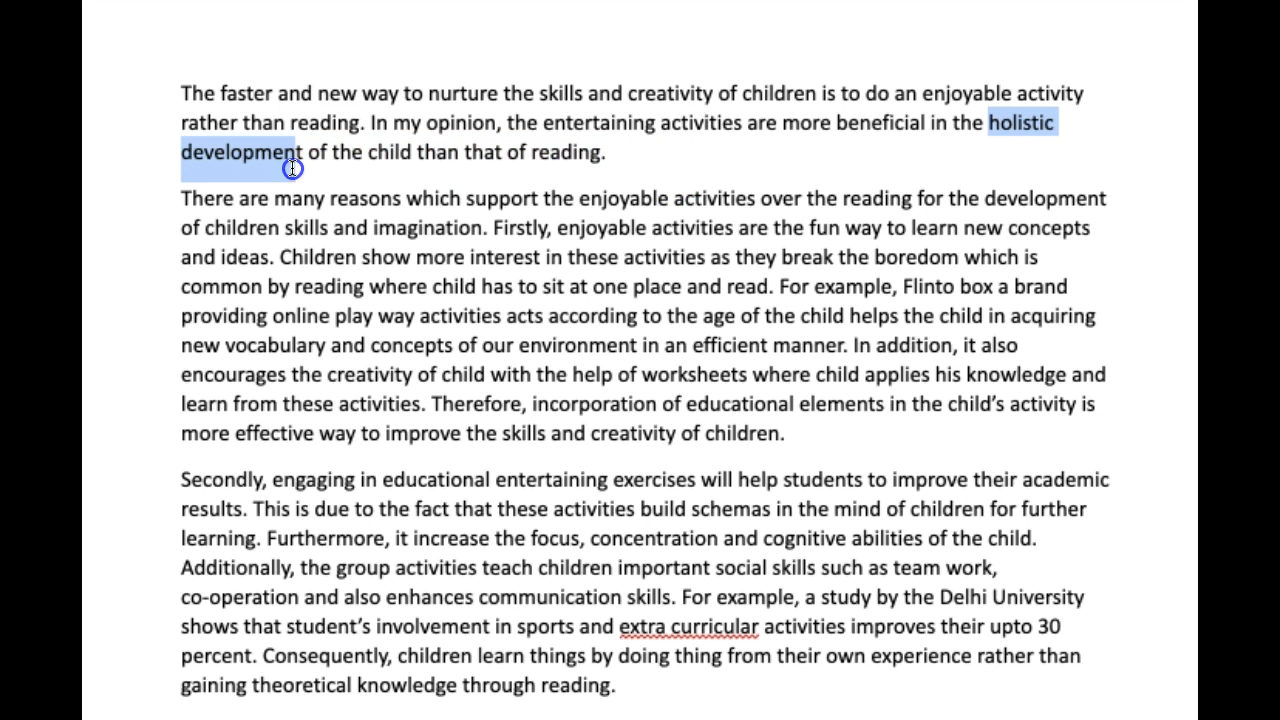 The faster and new way to nurture the skills and creativity of children is to do an enjoyable activity
rather than reading. In my opinion, the entertaining activities are more beneficial in the holistic
development of the child than that of reading.
There are many reasons which support the enjoyable activities over the reading for the development
of children skills and imagination. Firstly, enjoyable activities are the fun way to learn new concepts
and ideas. Children show more interest in these activities as they break the boredom which is
common by reading where child has to sit at one place and read. For example, Flinto box a brand
providing online play way activities acts according to the age of the child helps the child in acquiring
new vocabulary and concepts of our environment in an efficient manner. In addition, it also
encourages the creativity of child with the help of worksheets where child applies his knowledge and
learn from these activities. Therefore, incorporation of educational elements in the child’s activity is
more effective way to improve the skills and creativity of children.
Secondly, engaging in educational entertaining exercises will help students to improve their academic
results. This is due to the fact that these activities build schemas in the mind of children for further
learning. Furthermore, it increase the focus, concentration and cognitive abilities of the child.
Additionally, the group activities teach children important social skills such as team work,
co-operation and also enhances communication skills. For example, a study by the Delhi University
shows that student’s involvement in sports and extra curricular activities improves their upto 30
percent. Consequently, children learn things by doing thing from their own experience rather than
gaining theoretical knowledge through reading.